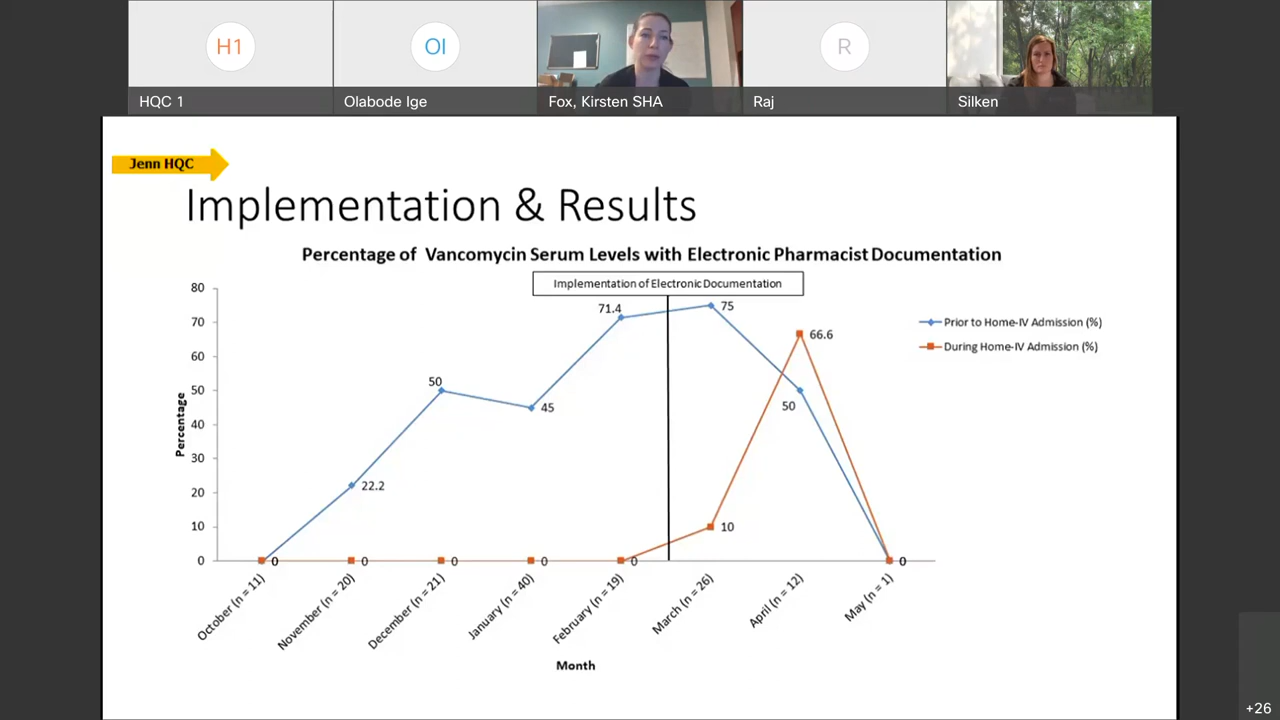 H1
OI
R
HQC 1
Olabode Ige
Fox, Kirsten SHA
Raj
Silken
Jenn HQC
Implementation & Results
Percentage of Vancomycin Serum Levels with Electronic Pharmacist Documentation
Implementation of Electronic Documentation
Percentage
80
70
60
50
40
30
20
10
0
0
22.2
50
45
71.4
75
50
0
0
0
0
0
10
66.6
Prior to Home-IV Admission (%)
During Home-IV Admission (%)
October (n = 11)
November (n = 20)
December (n = 21)
January (n = 40)
February (n = 19)
March (n = 26)
April (n = 12)
May (n = 1)
Month
+26